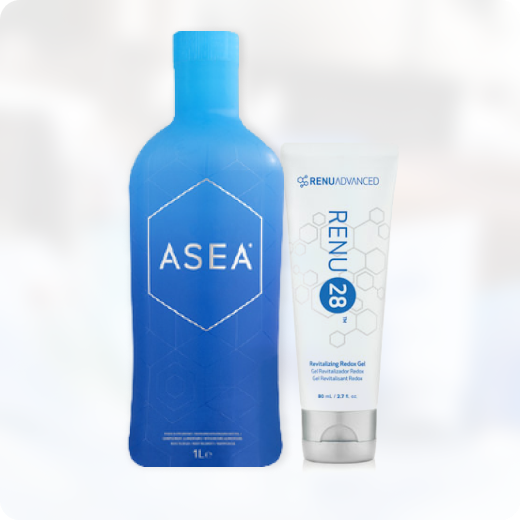 ASEA®
1L℮
RENUADVANCED
RENU
28™
Revitalizing Redox Gel
Gel Revitalizador Redox
Gel Revitalisant Redox
80 mL / 2.7 fl. oz.